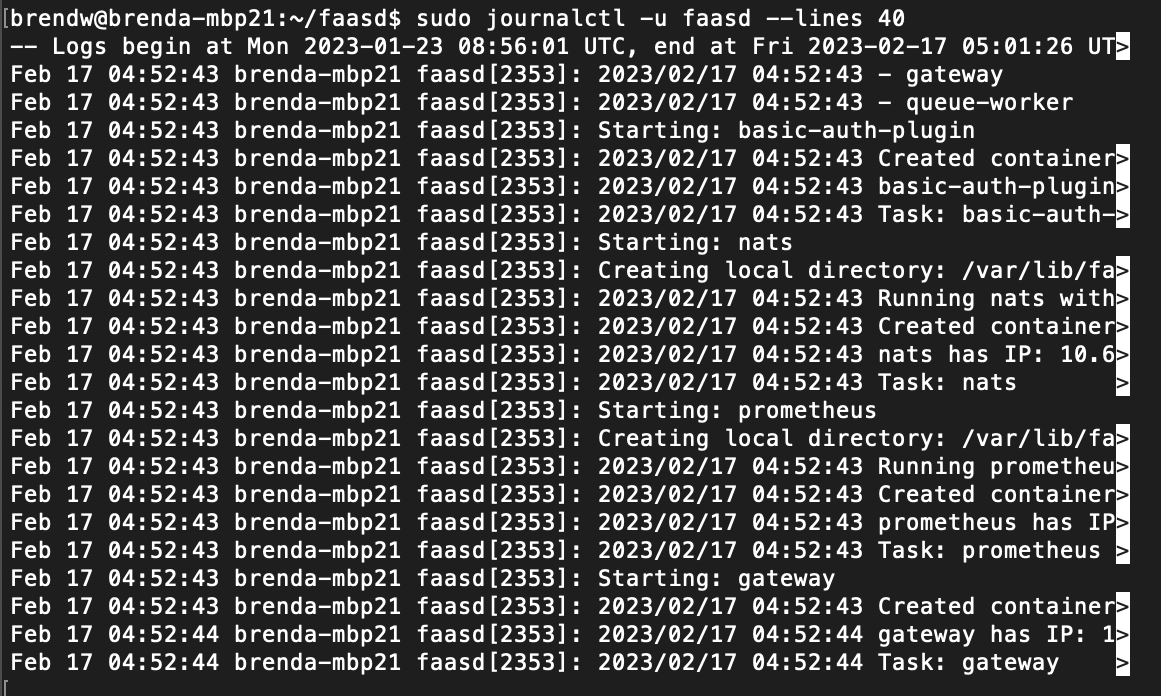 [brendw@brenda-mbp21:~/faasd$ sudo journalctl -u faasd --lines 40
-- Logs begin at Mon 2023-01-23 08:56:01 UTC, end at Fri 2023-02-17 05:01:26 UT>
Feb 17 04:52:43 brenda-mbp21 faasd[2353]: 2023/02/17 04:52:43 - gateway
Feb 17 04:52:43 brenda-mbp21 faasd[2353]: 2023/02/17 04:52:43 - queue-worker
Feb 17 04:52:43 brenda-mbp21 faasd[2353]: Starting: basic-auth-plugin
Feb 17 04:52:43 brenda-mbp21 faasd[2353]: 2023/02/17 04:52:43 Created container>
Feb 17 04:52:43 brenda-mbp21 faasd[2353]: 2023/02/17 04:52:43 basic-auth-plugin>
Feb 17 04:52:43 brenda-mbp21 faasd[2353]: 2023/02/17 04:52:43 Task: basic-auth->
Feb 17 04:52:43 brenda-mbp21 faasd[2353]: Starting: nats
Feb 17 04:52:43 brenda-mbp21 faasd[2353]: Creating local directory: /var/lib/fa>
Feb 17 04:52:43 brenda-mbp21 faasd[2353]: 2023/02/17 04:52:43 Running nats with>
Feb 17 04:52:43 brenda-mbp21 faasd[2353]: 2023/02/17 04:52:43 Created container>
Feb 17 04:52:43 brenda-mbp21 faasd[2353]: 2023/02/17 04:52:43 nats has IP: 10.6>
Feb 17 04:52:43 brenda-mbp21 faasd[2353]: 2023/02/17 04:52:43 Task: nats >
Feb 17 04:52:43 brenda-mbp21 faasd[2353]: Starting: prometheus
Feb 17 04:52:43 brenda-mbp21 faasd[2353]: Creating local directory: /var/lib/fa>
Feb 17 04:52:43 brenda-mbp21 faasd[2353]: 2023/02/17 04:52:43 Running prometheu>
Feb 17 04:52:43 brenda-mbp21 faasd[2353]: 2023/02/17 04:52:43 Created container>
Feb 17 04:52:43 brenda-mbp21 faasd[2353]: 2023/02/17 04:52:43 prometheus has IP>
Feb 17 04:52:43 brenda-mbp21 faasd[2353]: 2023/02/17 04:52:43 Task: prometheus >
Feb 17 04:52:43 brenda-mbp21 faasd[2353]: Starting: gateway
Feb 17 04:52:43 brenda-mbp21 faasd[2353]: 2023/02/17 04:52:43 Created container>
Feb 17 04:52:44 brenda-mbp21 faasd[2353]: 2023/02/17 04:52:44 gateway has IP: 1>
Feb 17 04:52:44 brenda-mbp21 faasd[2353]: 2023/02/17 04:52:44 Task: gateway >